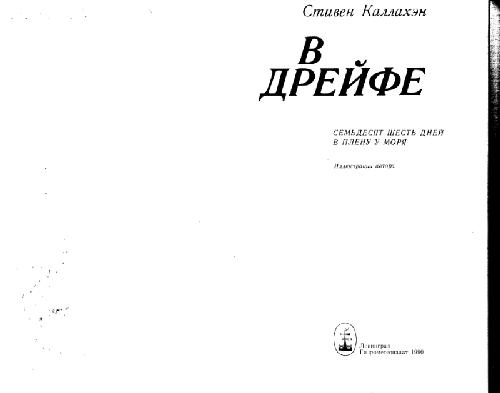 Стивен Каллахэн
В
ДРЕЙФЕ
СЕМЬДЕСЯТ ШЕСТЬ ДНЕЙ
В ПЛЕНУ У МОРЯ
Иллюстрации автора
Ленинград
Гидрометеоиздат 1990